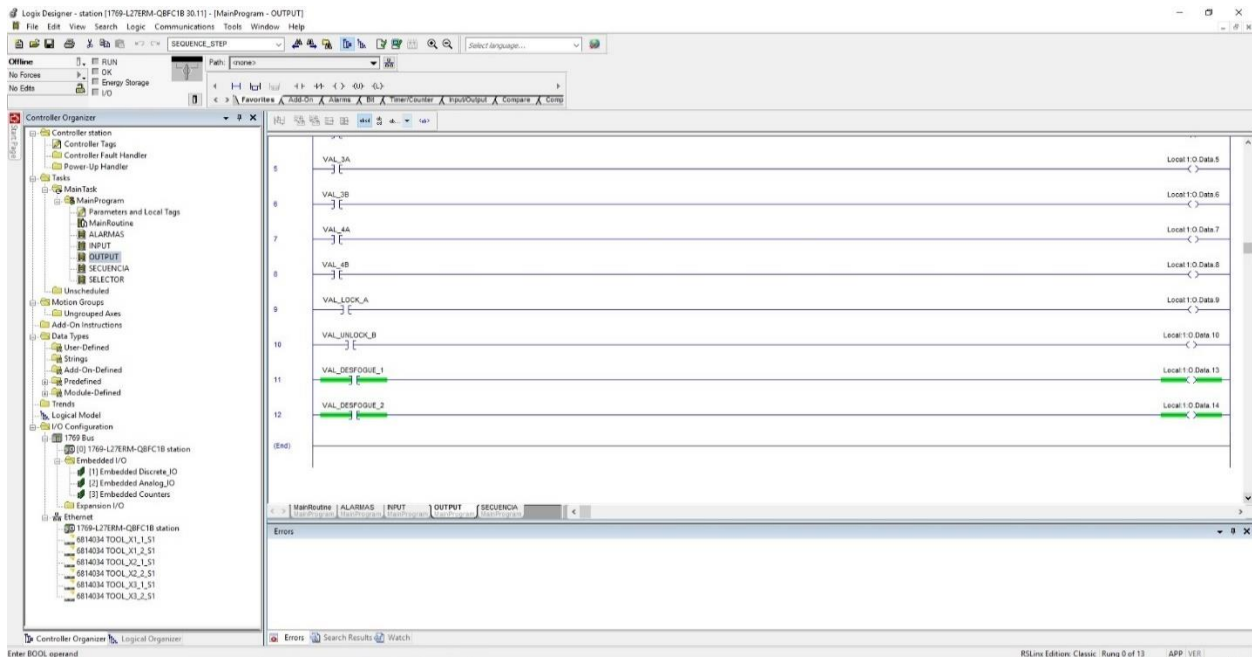 Logix Designer - station [1769-L27ERM-QBFC1B 30.11] - [MainProgram - OUTPUT]
File Edit View Search Logic Communications Tools Window Help
SEQUENCE_STEP
Select language...
Offline
RUN
Path: <none>
No Forces
OK
No Edits
Energy Storage
I/O
Favorites Add-On Alarms Bit Timer/Counter Input/Output Compare Comp
Start Page
Controller Organizer
Controller station
Controller Tags
Controller Fault Handler
Power-Up Handler
Tasks
MainTask
MainProgram
Parameters and Local Tags
MainRoutine
ALARMAS
INPUT
OUTPUT
SECUENCIA
SELECTOR
Unscheduled
Motion Groups
Ungrouped Axes
Add-On Instructions
Data Types
User-Defined
Strings
Add-On-Defined
Predefined
Module-Defined
Trends
Logical Model
I/O Configuration
1769 Bus
[0] 1769-L27ERM-QBFC1B station
Embedded I/O
[1] Embedded Discrete_IO
[2] Embedded Analog_IO
[3] Embedded Counters
Expansion I/O
Ethernet
1769-L27ERM-QBFC1B station
6814034 TOOL_X1_1_S1
6814034 TOOL_X1_2_S1
6814034 TOOL_X2_1_S1
6814034 TOOL_X2_2_S1
6814034 TOOL_X3_1_S1
6814034 TOOL_X3_2_S1
Controller Organizer Logical Organizer
VAL_3A Local:1:O.Data.5
5
VAL_3B Local:1:O.Data.6
6
VAL_4A Local:1:O.Data.7
7
VAL_4B Local:1:O.Data.8
8
VAL_LOCK_A Local:1:O.Data.9
9
VAL_UNLOCK_B Local:1:O.Data.10
10
VAL_DESFOGUE_1 Local:1:O.Data.13
11
VAL_DESFOGUE_2 Local:1:O.Data.14
12
(End)
MainRoutine ALARMAS INPUT OUTPUT SECUENCIA
MainProgram MainProgram MainProgram MainProgram MainProgram
Errors
Errors Search Results Watch
Enter BOOL operand
RSLinx Edition: Classic Rung 0 of 13 APP VER